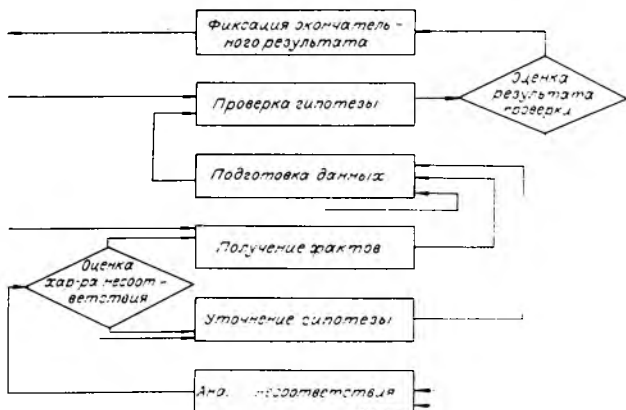 Фиксация окончатель-
ного результата
Проверка гипотезы
Оценка
результата
проверки
Подготовка данных
Получение фактов
Оценка
хар-ра несоот-
ветствия
Уточнение гипотезы
несоответствия